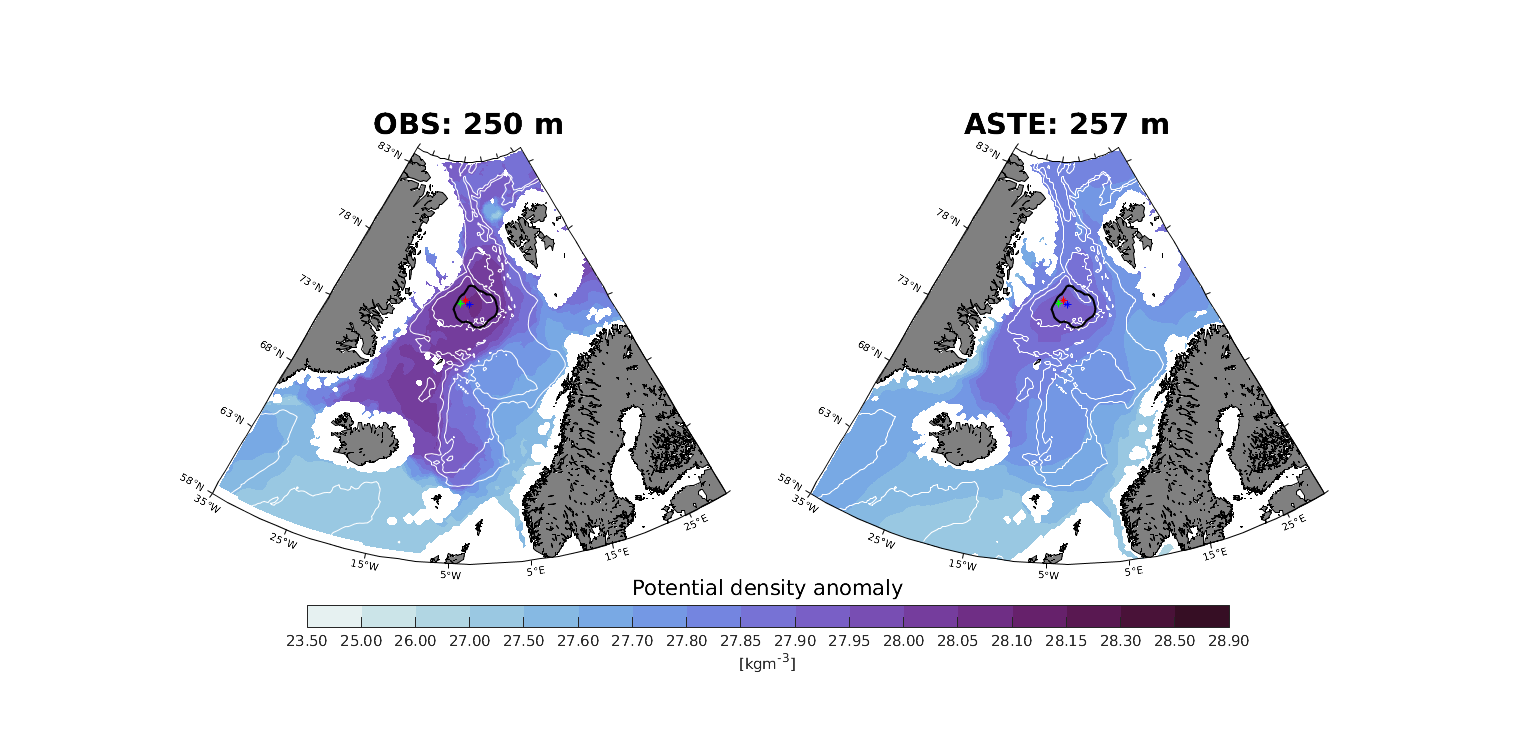 OBS: 250 m
ASTE: 257 m
83°N
83°N
78°N
78°N
73°N
73°N
68°N
68°N
63°N
63°N
58°N
58°N
35°W
35°W
25°W
15°W
5°W
5°E
15°E
25°E
25°W
15°W
5°W
5°E
15°E
25°E
Potential density anomaly
23.50 25.00 26.00 27.00 27.50 27.60 27.70 27.80 27.85 27.90 27.95 28.00 28.05 28.10 28.15 28.30 28.50 28.90
[kgm⁻³]